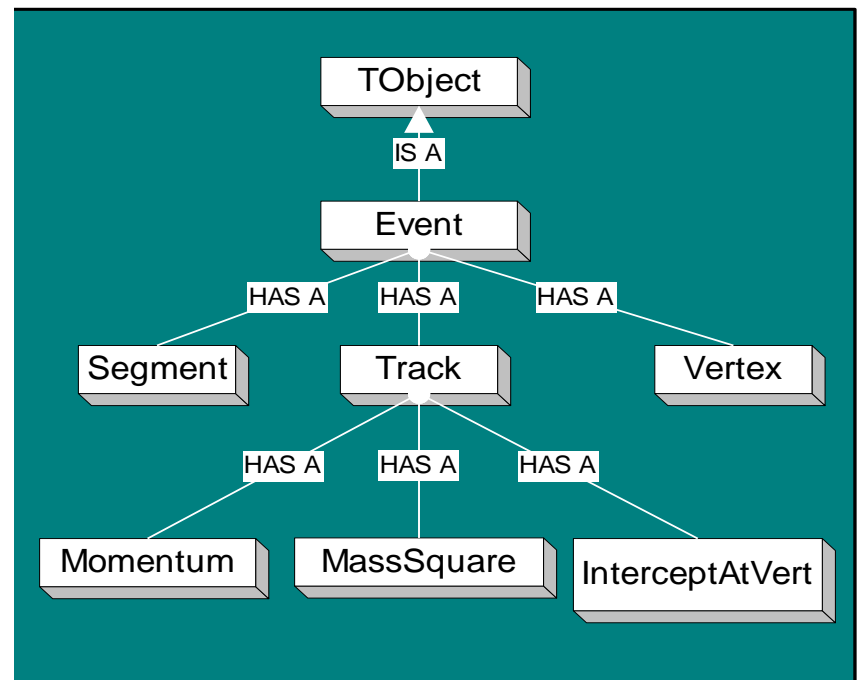 TObject
IS A
Event
HAS A HAS A HAS A
Segment Track Vertex
HAS A HAS A HAS A
Momentum MassSquare InterceptAtVert